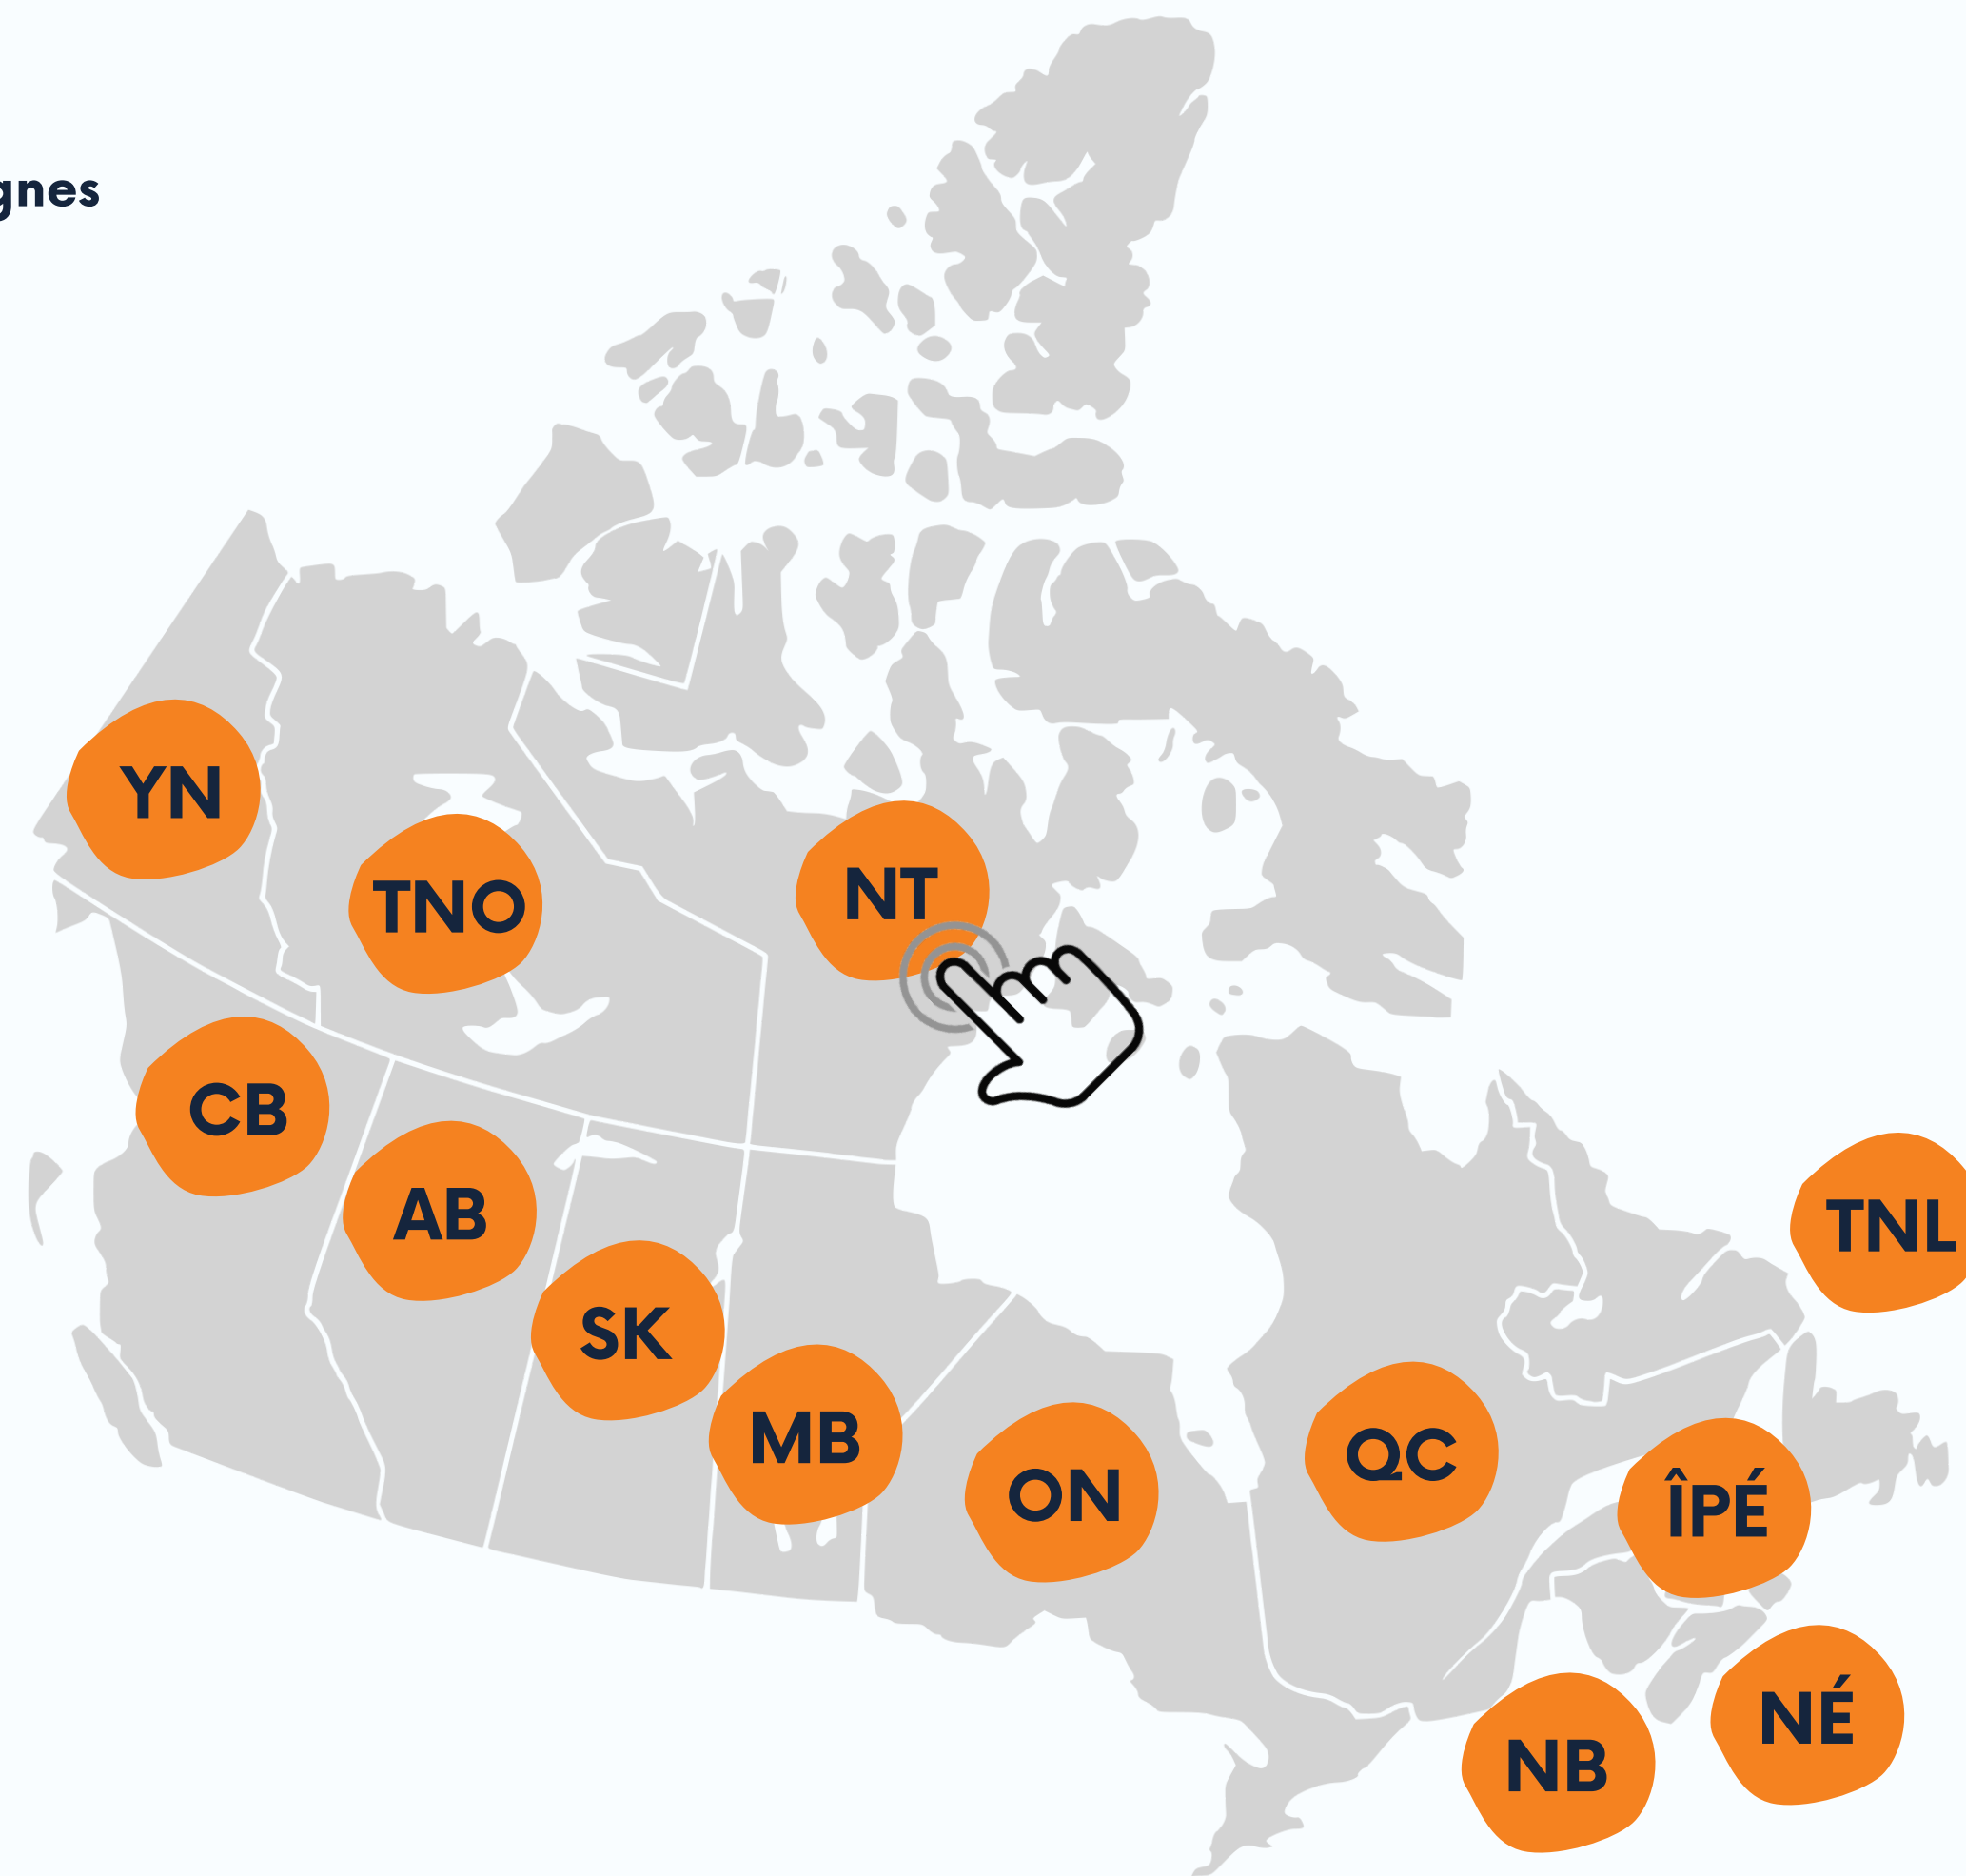 gnes
YN
TNO
NT
CB
AB
TNL
SK
MB
QC
ON
ÎPÉ
NÉ
NB